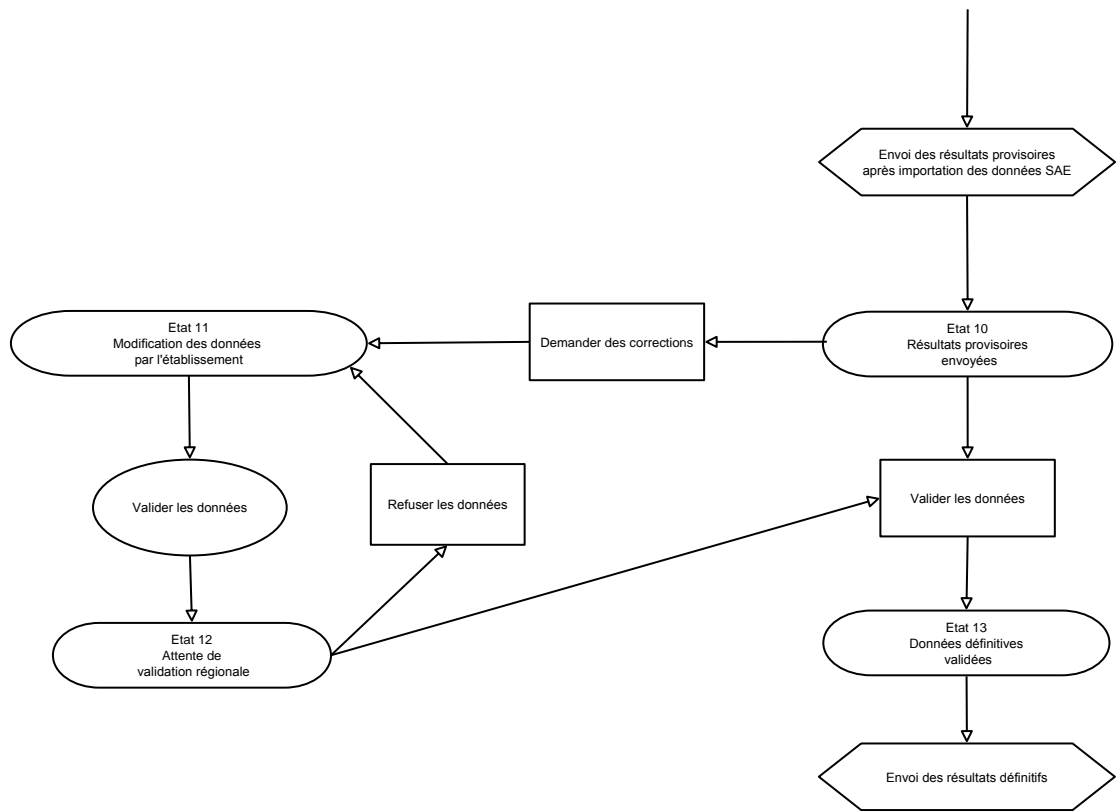 Envoi des résultats provisoires
après importation des données SAE
Etat 11
Modification des données
par l'établissement
Demander des corrections
Etat 10
Résultats provisoires
envoyées
Valider les données
Refuser les données
Valider les données
Etat 12
Attente de
validation régionale
Etat 13
Données définitives
validées
Envoi des résultats définitifs